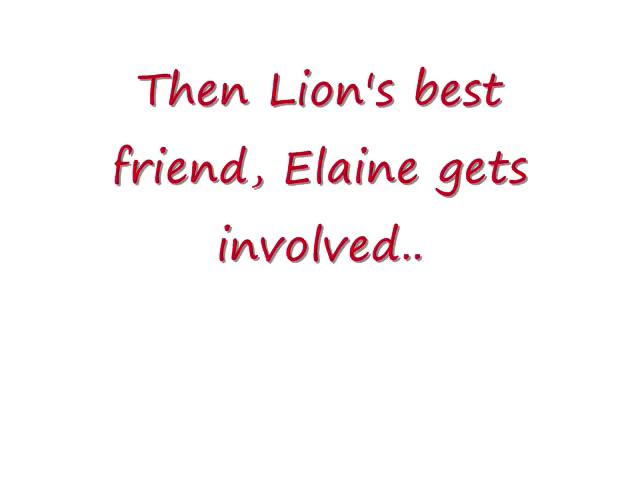 Then Lion's best
friend, Elaine gets
involved..